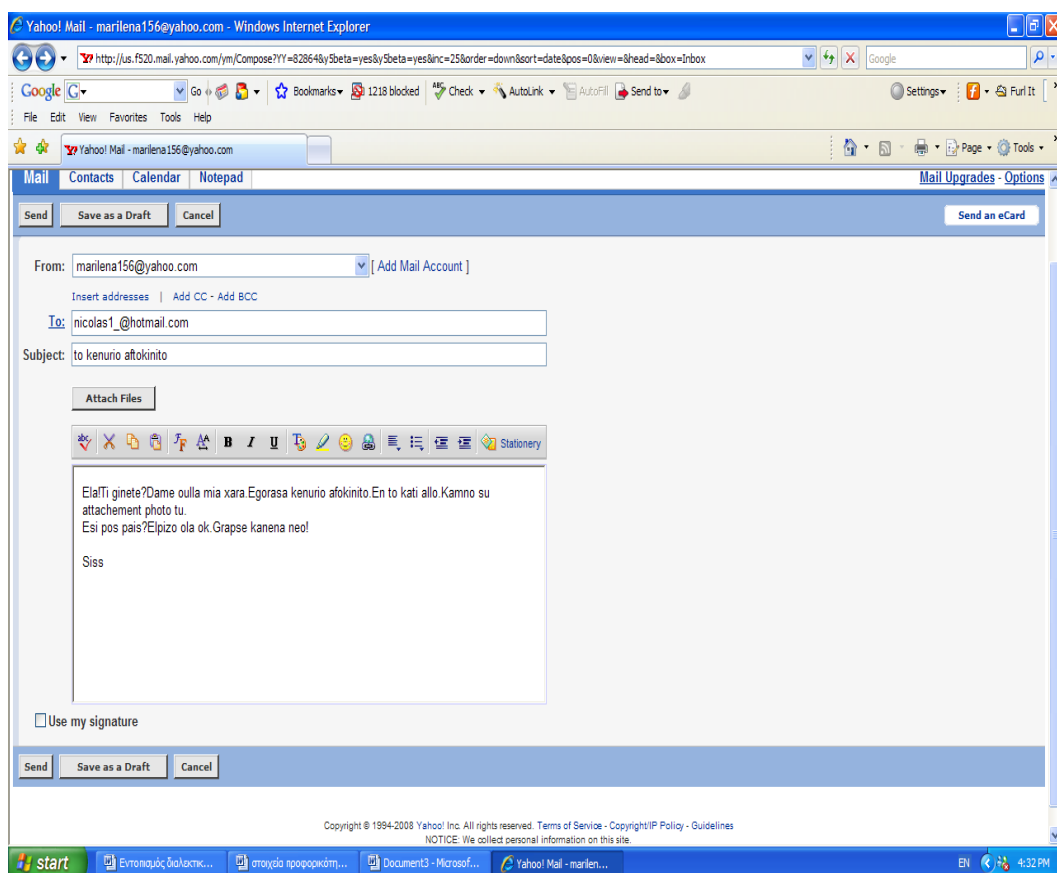 Yahoo! Mail - marilena156@yahoo.com - Windows Internet Explorer
http://us.f520.mail.yahoo.com/ym/Compose?YY=82864&y5beta=yes&y5beta=yes&inc=25&order=down&sort=date&pos=0&view=&head=&box=Inbox
Google
Google G Go Bookmarks 1218 blocked ABC Check AutoLink AutoFill Send to Settings Furl It
File Edit View Favorites Tools Help
Yahoo! Mail - marilena156@yahoo.com Page Tools
Mail Contacts Calendar Notepad Mail Upgrades - Options
Send Save as a Draft Cancel Send an eCard
From: marilena156@yahoo.com [ Add Mail Account ]
Insert addresses | Add CC - Add BCC
To: nicolas1_@hotmail.com
Subject: to kenurio aftokinito
Attach Files
abc B I U Stationery
Ela!Ti ginete?Dame oulla mia xara.Egorasa kenurio afokinito.En to kati allo.Kamno su
attachement photo tu.
Esi pos pais?Elpizo ola ok.Grapse kanena neo!
Siss
Use my signature
Send Save as a Draft Cancel
Copyright © 1994-2008 Yahoo! Inc. All rights reserved. Terms of Service - Copyright/IP Policy - Guidelines
NOTICE: We collect personal information on this site.
start Εντοπισμός διαλεκτικ... στοιχεία προφορικότη... Document3 - Microsof... Yahoo! Mail - marilen... EN 4:32 PM